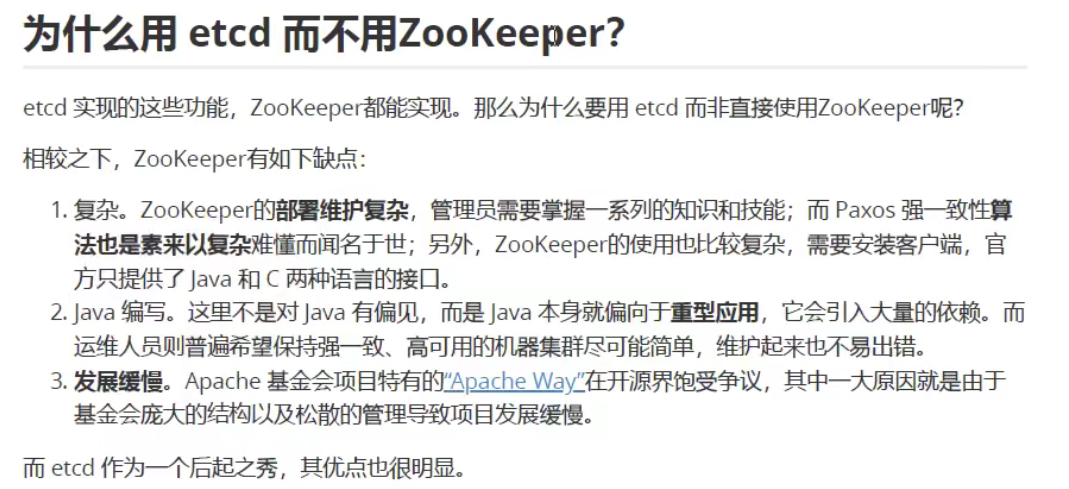 为什么用 etcd 而不用ZooKeeper？
etcd 实现的这些功能，ZooKeeper都能实现。那么为什么要用 etcd 而非直接使用ZooKeeper呢？
相较之下，ZooKeeper有如下缺点：
1. 复杂。ZooKeeper的部署维护复杂，管理员需要掌握一系列的知识和技能；而 Paxos 强一致性算
法也是素来以复杂难懂而闻名于世；另外，ZooKeeper的使用也比较复杂，需要安装客户端，官
方只提供了 Java 和 C 两种语言的接口。
2. Java 编写。这里不是对 Java 有偏见，而是 Java 本身就偏向于重型应用，它会引入大量的依赖。而
运维人员则普遍希望保持强一致、高可用的机器集群尽可能简单，维护起来也不易出错。
3. 发展缓慢。Apache 基金会项目特有的“Apache Way”在开源界饱受争议，其中一大原因就是由于
基金会庞大的结构以及松散的管理导致项目发展缓慢。
而 etcd 作为一个后起之秀，其优点也很明显。